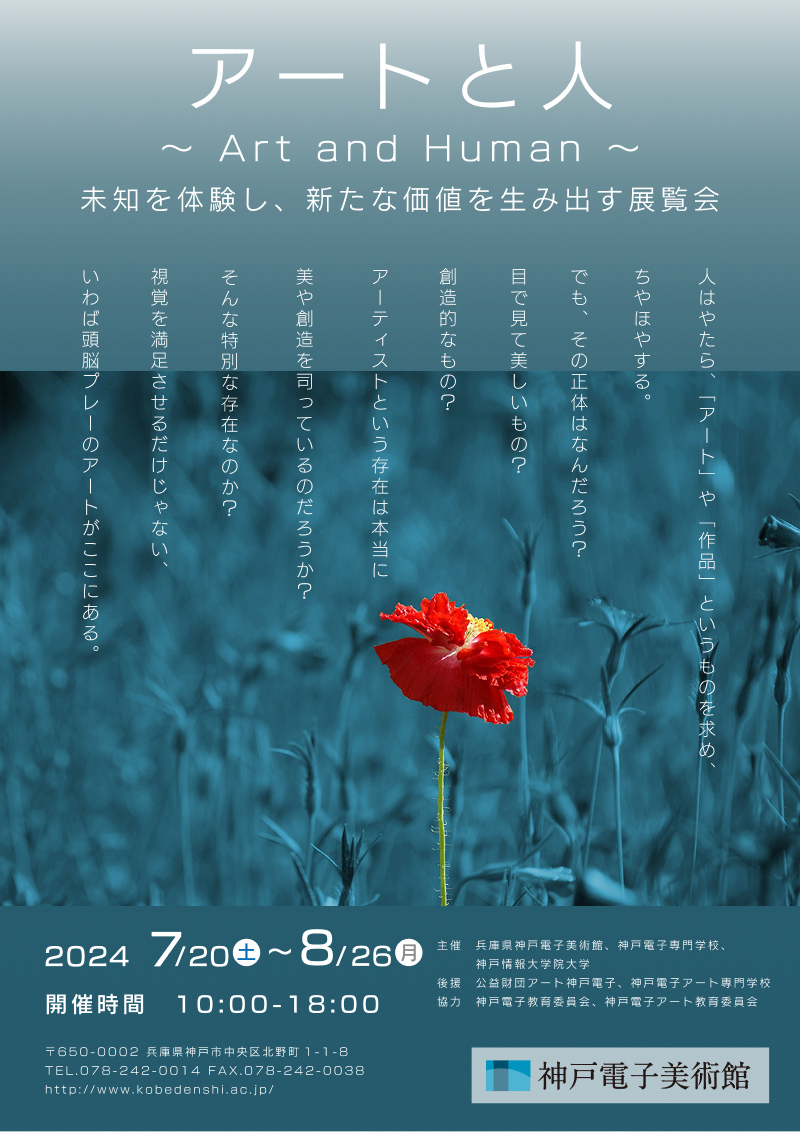 アートと人
～ Art and Human ～
未知を体験し、新たな価値を生み出す展覧会
人はやたら、「アート」や「作品」というものを求め、
ちやほやする。
でも、その正体はなんだろう？
目で見て美しいもの？
創造的なもの？
アーティストという存在は本当に
美や創造を司っているのだろうか？
そんな特別な存在なのか？
視覚を満足させるだけじゃない、
いわば頭脳プレーのアートがここにある。
2024 7/20土～8/26月
開催時間 10:00-18:00
主催 兵庫県神戸電子美術館、神戸電子専門学校、
神戸情報大学院大学
後援 公益財団アート神戸電子、神戸電子アート専門学校
協力 神戸電子教育委員会、神戸電子アート教育委員会
〒650-0002 兵庫県神戸市中央区北野町1-1-8
TEL.078-242-0014 FAX.078-242-0038
http://www.kobedenshi.ac.jp/
神戸電子美術館